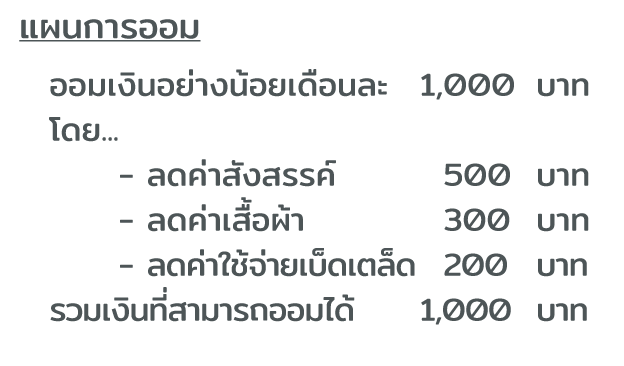 แผนการออม
ออมเงินอย่างน้อยเดือนละ 1,000 บาท
โดย...
- ลดค่าสังสรรค์ 500 บาท
- ลดค่าเสื้อผ้า 300 บาท
- ลดค่าใช้จ่ายเบ็ดเตล็ด 200 บาท
รวมเงินที่สามารถออมได้ 1,000 บาท